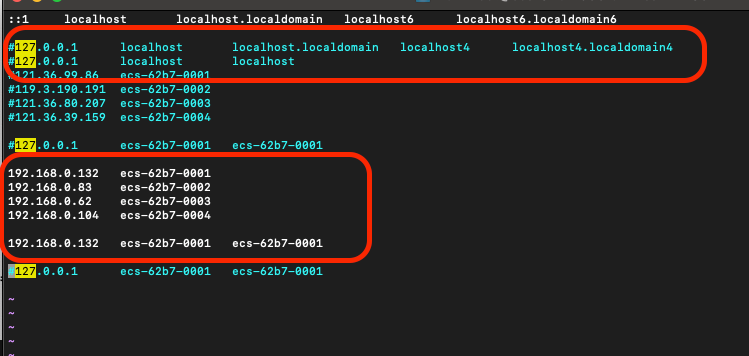 ::1 localhost localhost.localdomain localhost6 localhost6.localdomain6
#127.0.0.1 localhost localhost.localdomain localhost4 localhost4.localdomain4
#127.0.0.1 localhost localhost
#121.36.99.86 ecs-62b7-0001
#119.3.190.191 ecs-62b7-0002
#121.36.80.207 ecs-62b7-0003
#121.36.39.159 ecs-62b7-0004
#127.0.0.1 ecs-62b7-0001 ecs-62b7-0001
192.168.0.132 ecs-62b7-0001
192.168.0.83 ecs-62b7-0002
192.168.0.62 ecs-62b7-0003
192.168.0.104 ecs-62b7-0004
192.168.0.132 ecs-62b7-0001 ecs-62b7-0001
#127.0.0.1 ecs-62b7-0001 ecs-62b7-0001
~
~
~
~
~